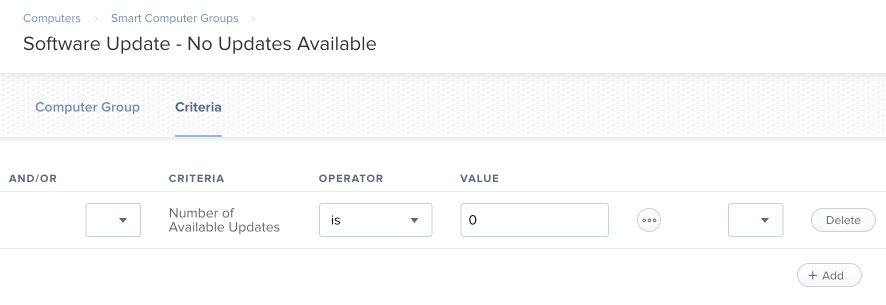 Computers › Smart Computer Groups ›
Software Update - No Updates Available
Computer Group Criteria
AND/OR CRITERIA OPERATOR VALUE
Number of
Available Updates
is 0 Delete
+ Add